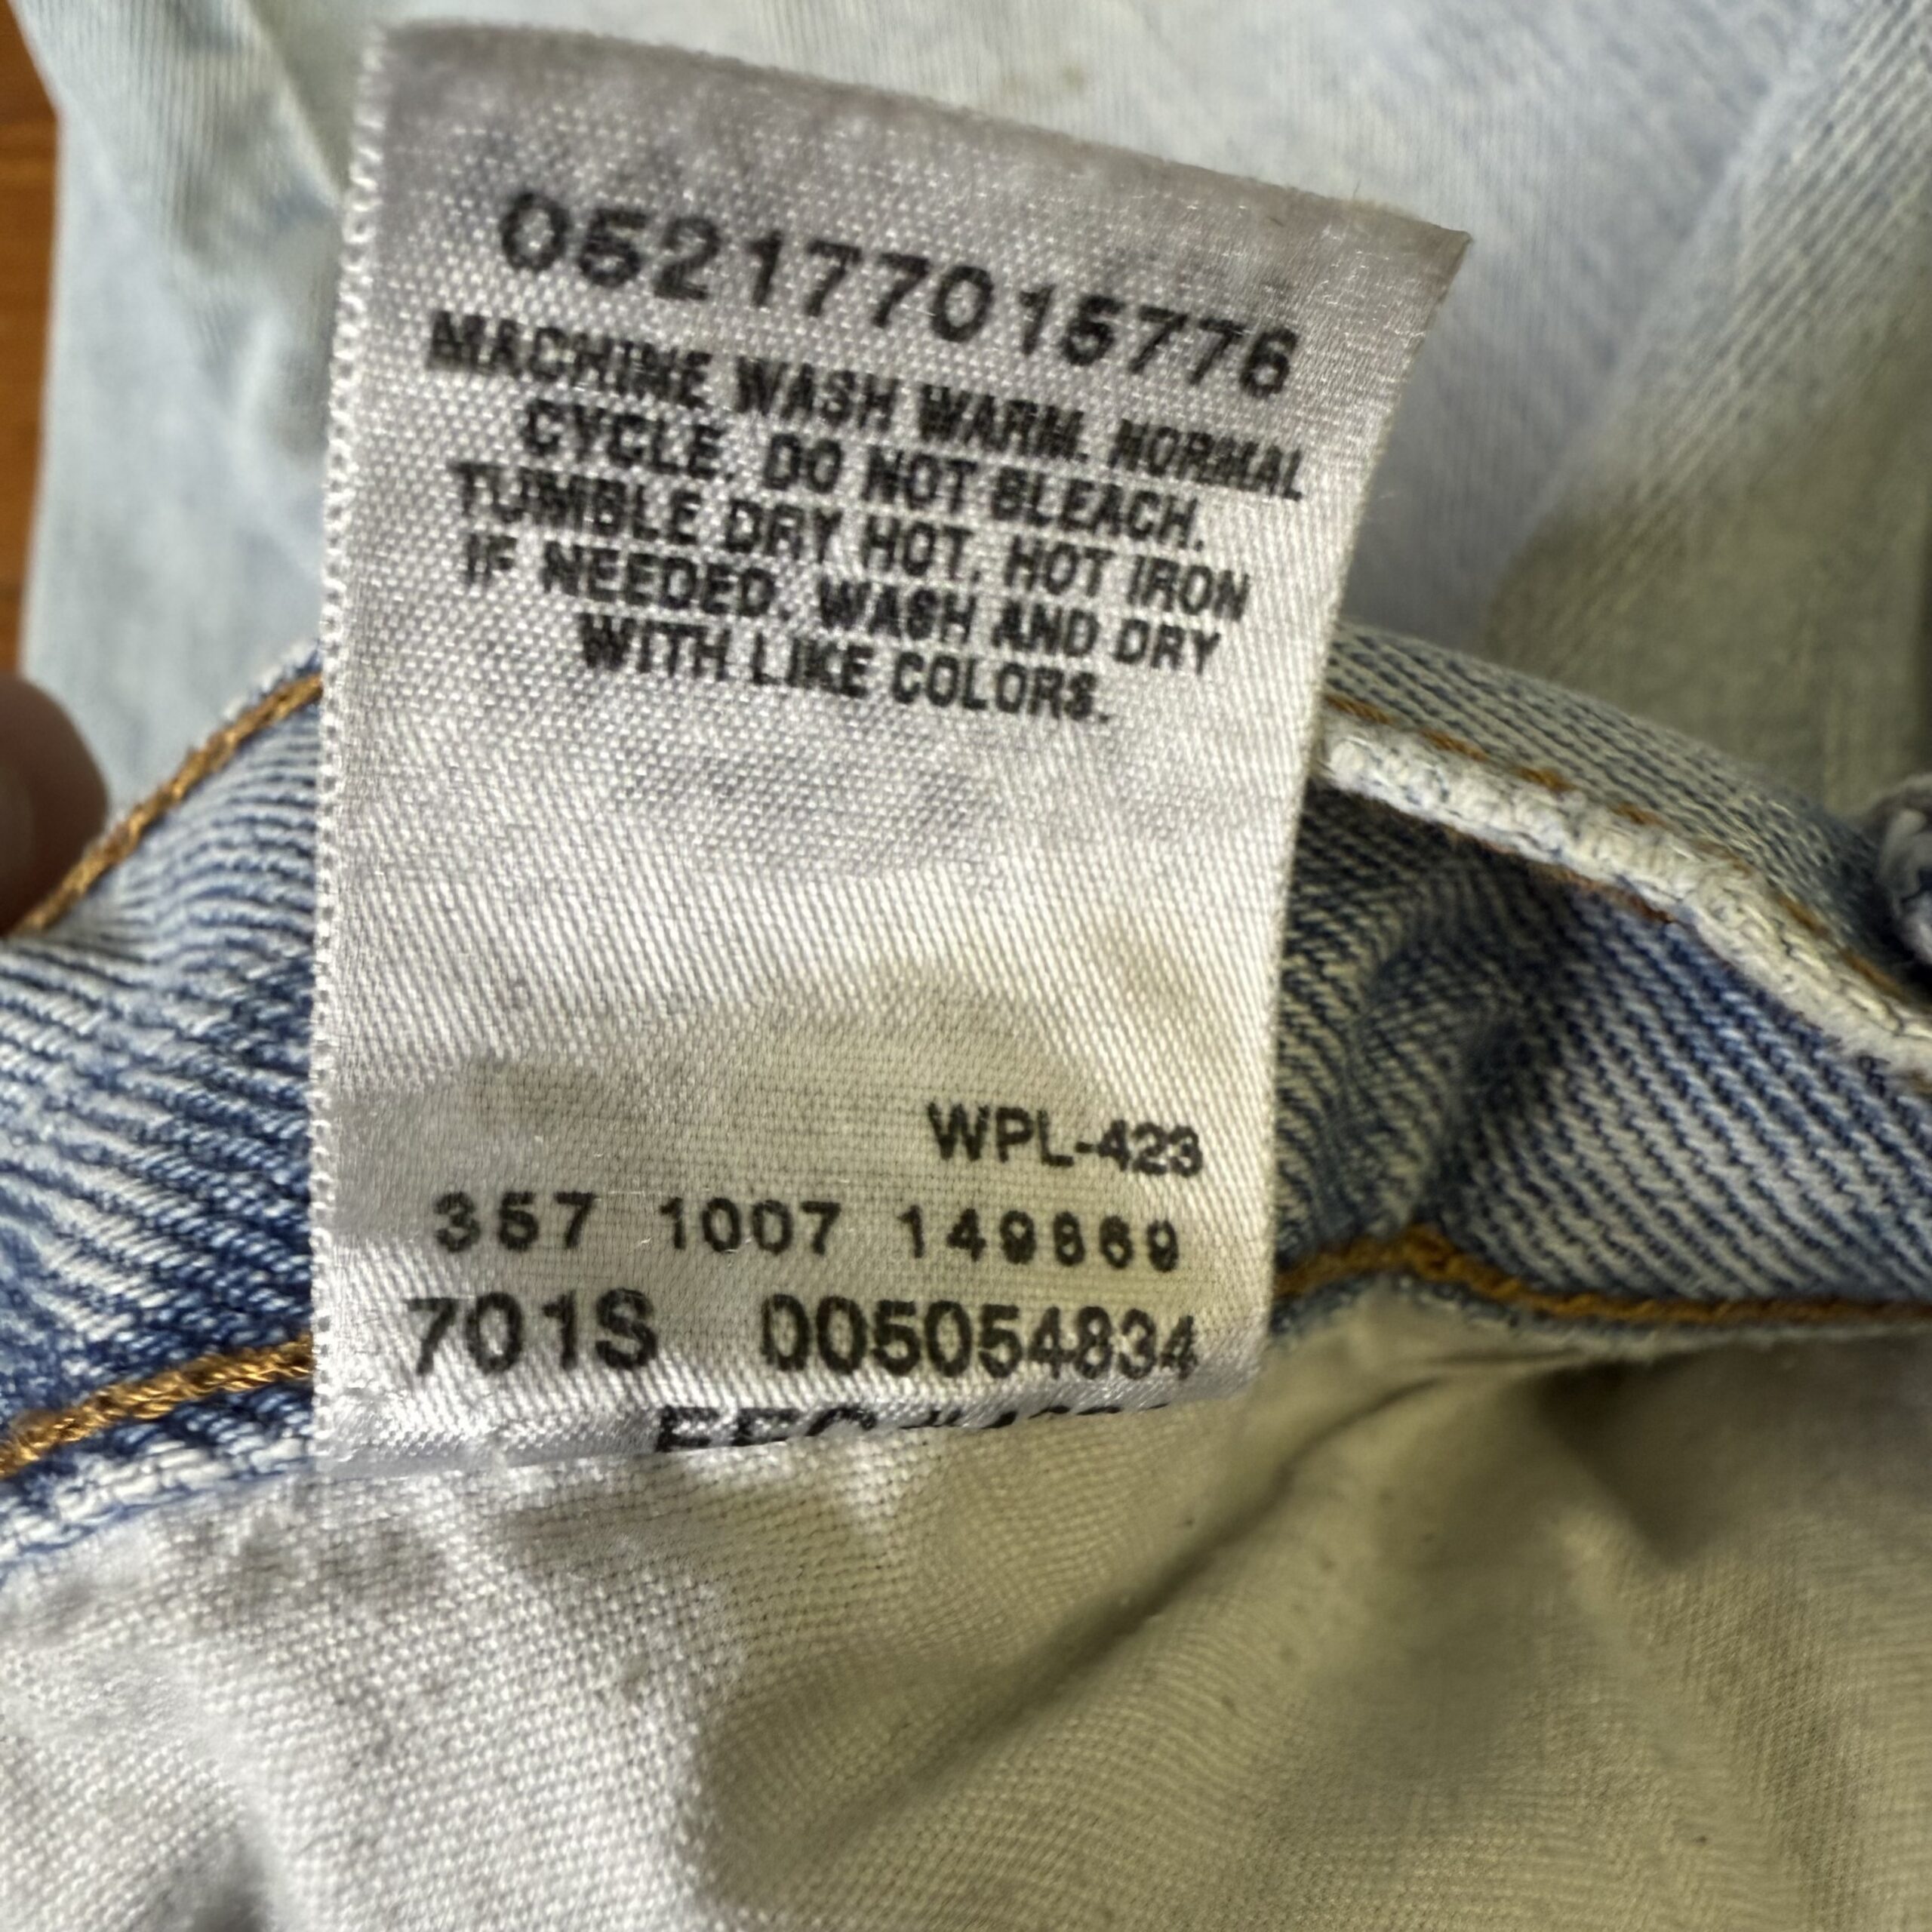 052177015776
MACHINE WASH WARM. NORMAL
CYCLE. DO NOT BLEACH.
TUMBLE DRY HOT. HOT IRON
IF NEEDED. WASH AND DRY
WITH LIKE COLORS.
WPL-423
357 1007 149869
701S 005054834